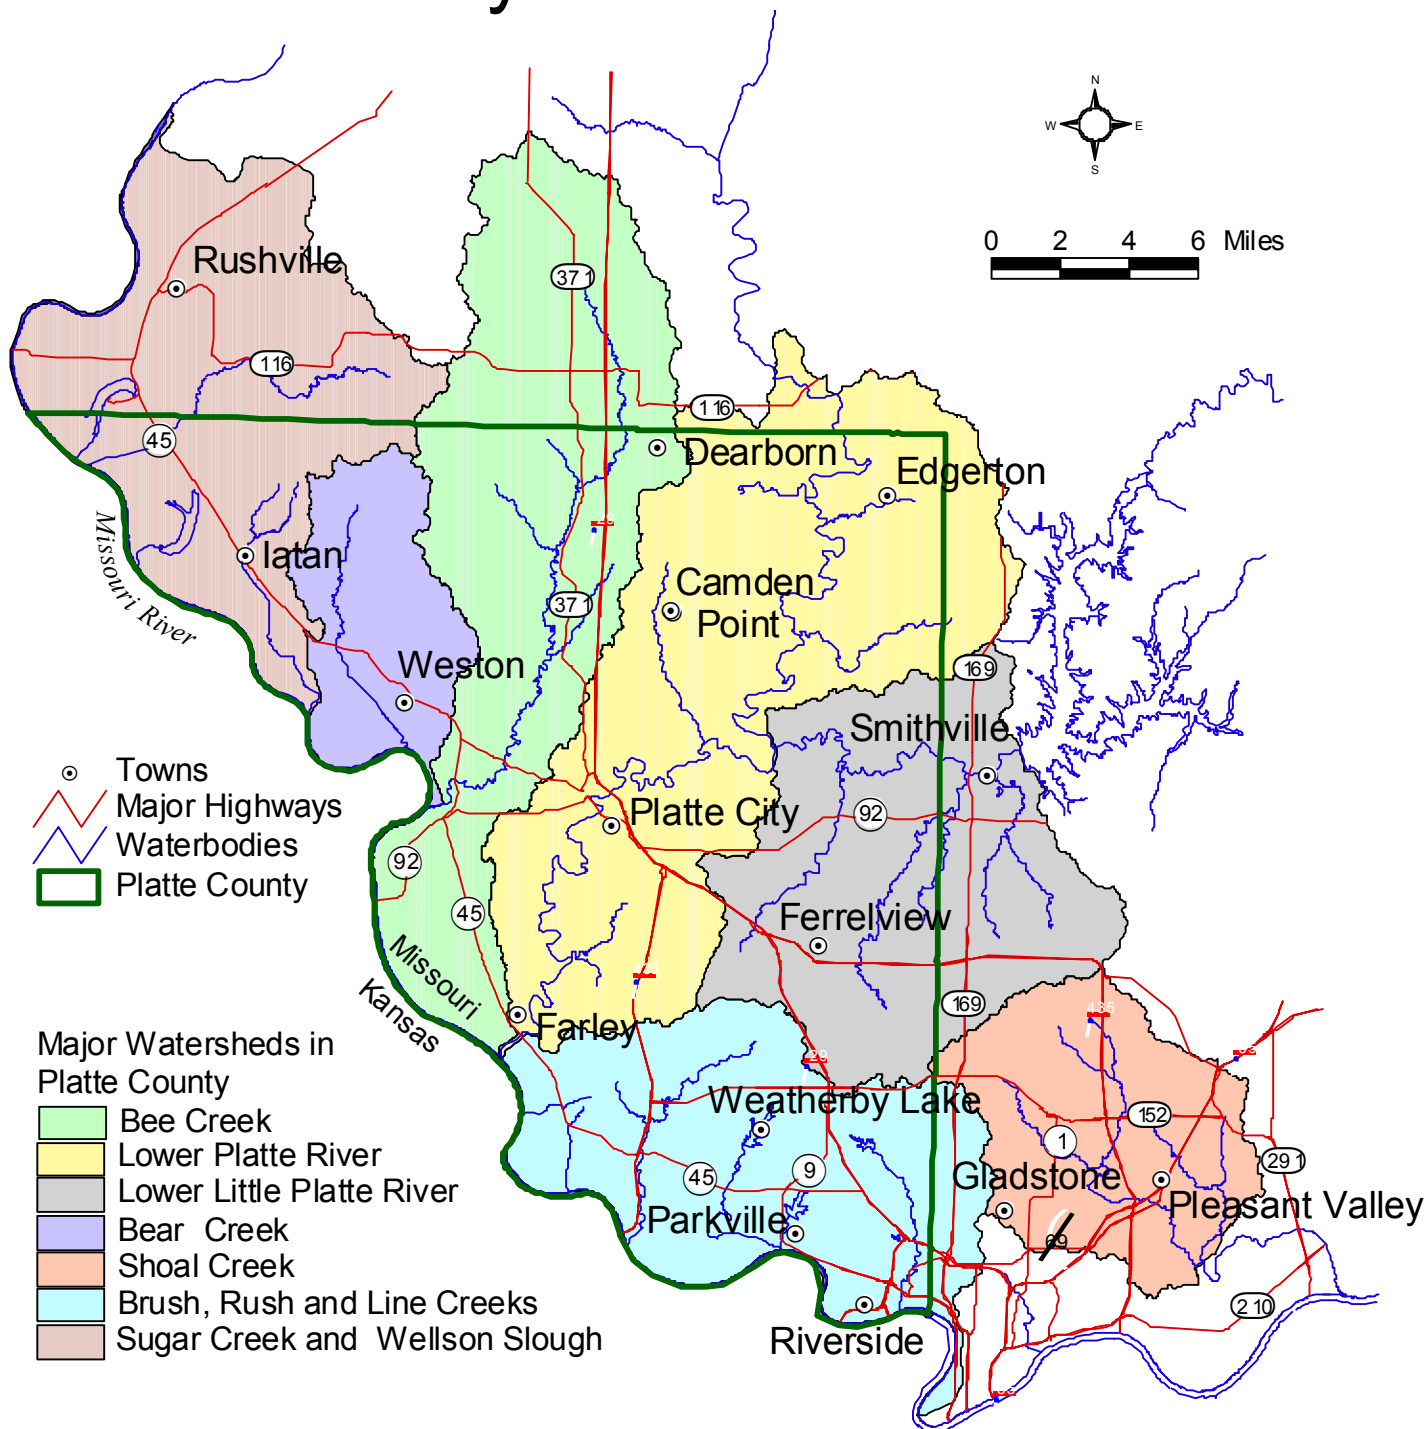 N
W E
S
0 2 4 6 Miles
Rushville
371
116
116
45
Dearborn
Edgerton
Missouri River
Iatan
Camden
Point
371
Weston
169
Smithville
Towns
Major Highways
Waterbodies
Platte County
Platte City
92
92
45
Ferrelview
Missouri
Kansas
Farley
169
435
Major Watersheds in
Platte County
Bee Creek
Lower Platte River
Lower Little Platte River
Bear Creek
Shoal Creek
Brush, Rush and Line Creeks
Sugar Creek and Wellson Slough
29
29
Weatherby Lake
152
1
291
45
9
Gladstone
Pleasant Valley
Parkville
69
210
Riverside